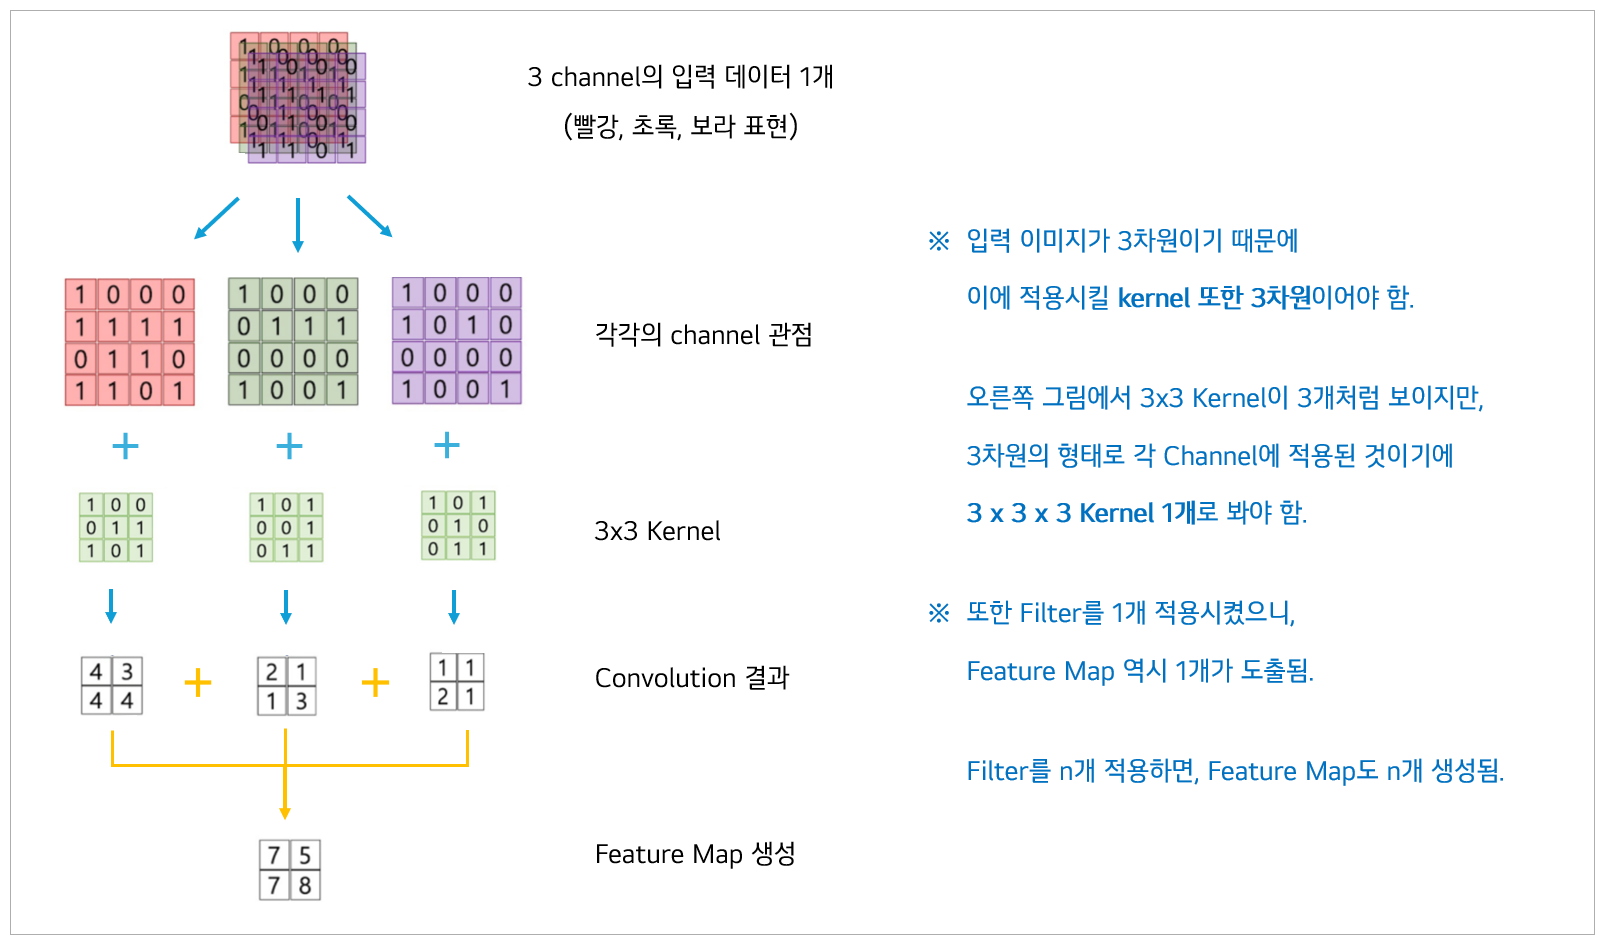 3 channel의 입력 데이터 1개
(빨강, 초록, 보라 표현)
1 0 0 0
1 1 1 1
0 1 1 0
1 1 0 1
1 0 0 0
0 1 1 1
0 0 0 0
1 0 0 1
1 0 0 0
1 0 1 0
0 0 0 0
1 0 0 1
각각의 channel 관점
+ + +
1 0 0
0 1 1
1 0 1
1 0 1
0 0 1
0 1 1
1 0 1
0 1 0
0 1 1
3x3 Kernel
4 3
4 4
+
2 1
1 3
+
1 1
2 1
Convolution 결과
7 5
7 8
Feature Map 생성
※ 입력 이미지가 3차원이기 때문에
이에 적용시킬 kernel 또한 3차원이어야 함.
오른쪽 그림에서 3x3 Kernel이 3개처럼 보이지만,
3차원의 형태로 각 Channel에 적용된 것이기에
3 x 3 x 3 Kernel 1개로 봐야 함.
※ 또한 Filter를 1개 적용시켰으니,
Feature Map 역시 1개가 도출됨.
Filter를 n개 적용하면, Feature Map도 n개 생성됨.